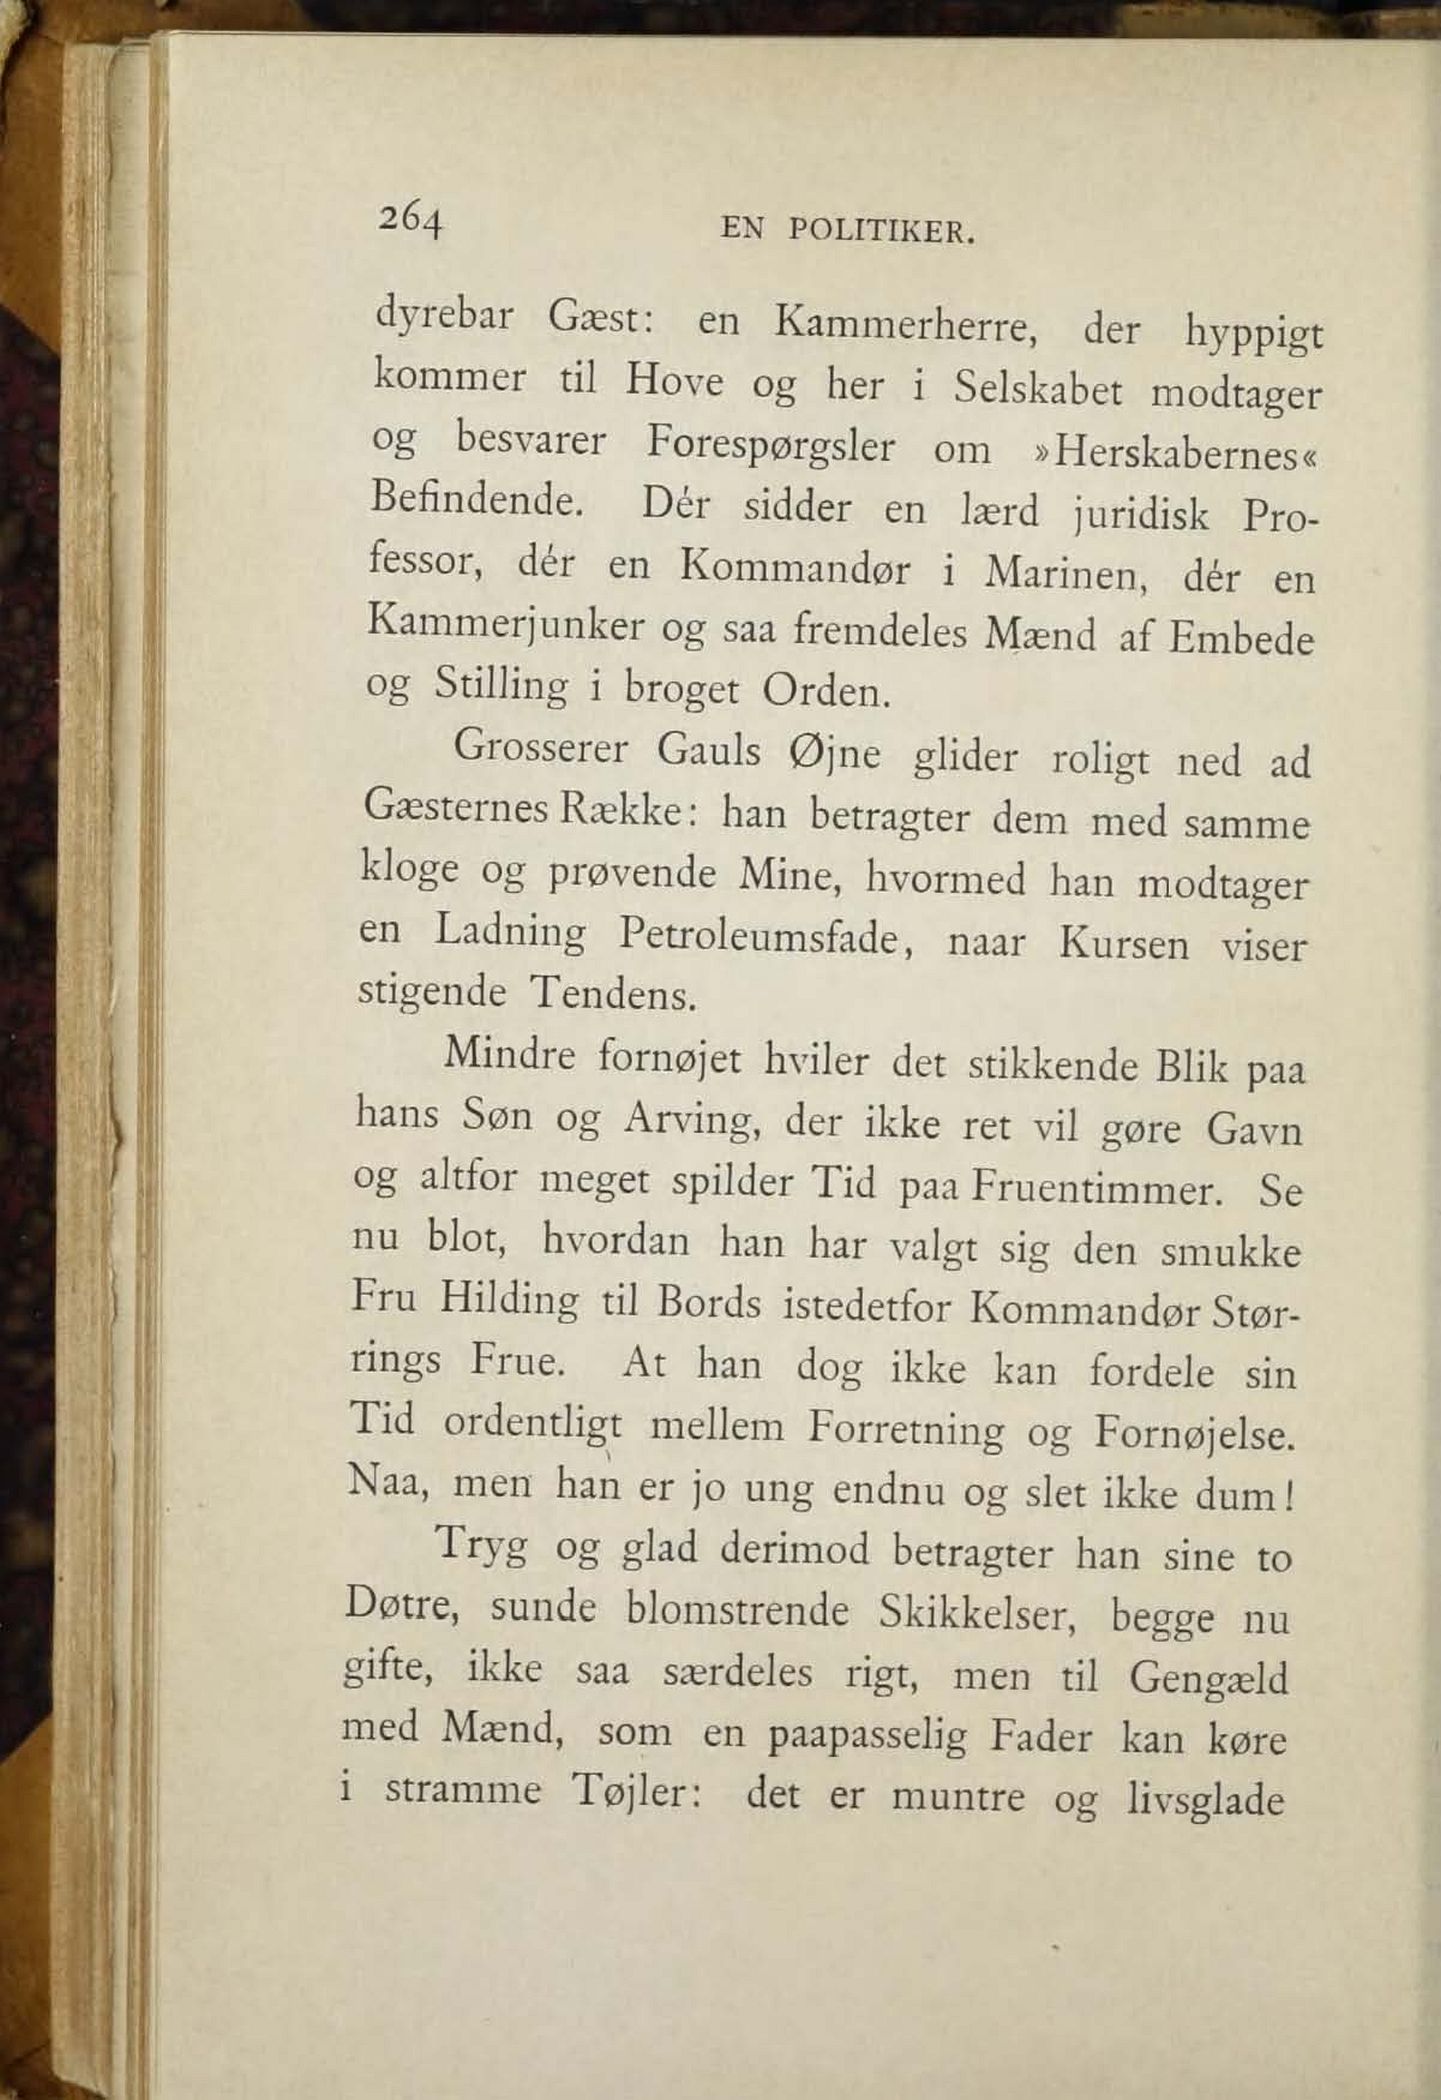 264
EN POLITIKER.
dyrebar Gæst: en Kammerherre, der hyppigt
kommer til Hove og her i Selskabet modtager
og besvarer Forespørgsler om »Herskabernes«
Befindende. Dér sidder en lærd juridisk Pro-
fessor, dér en Kommandør i Marinen, dér en
Kammerjunker og saa fremdeles Mænd af Embede
og Stilling i broget Orden.
Grosserer Gauls Øjne glider roligt ned ad
Gæsternes Række: han betragter dem med samme
kloge og prøvende Mine, hvormed han modtager
en Ladning Petroleumsfade, naar Kursen viser
stigende Tendens.
Mindre fornøjet hviler det stikkende Blik paa
hans Søn og Arving, der ikke ret vil gøre Gavn
og altfor meget spilder Tid paa Fruentimmer. Se
nu blot, hvordan han har valgt sig den smukke
Fru Hilding til Bords istedetfor Kommandør Stør-
rings Frue. At han dog ikke kan fordele sin
Tid ordentligt mellem Forretning og Fornøjelse.
Naa, men han er jo ung endnu og slet ikke dum!
Tryg og glad derimod betragter han sine to
Døtre, sunde blomstrende Skikkelser, begge nu
gifte, ikke saa særdeles rigt, men til Gengæld
med Mænd, som en paapasselig Fader kan køre
i stramme Tøjler: det er muntre og livsglade